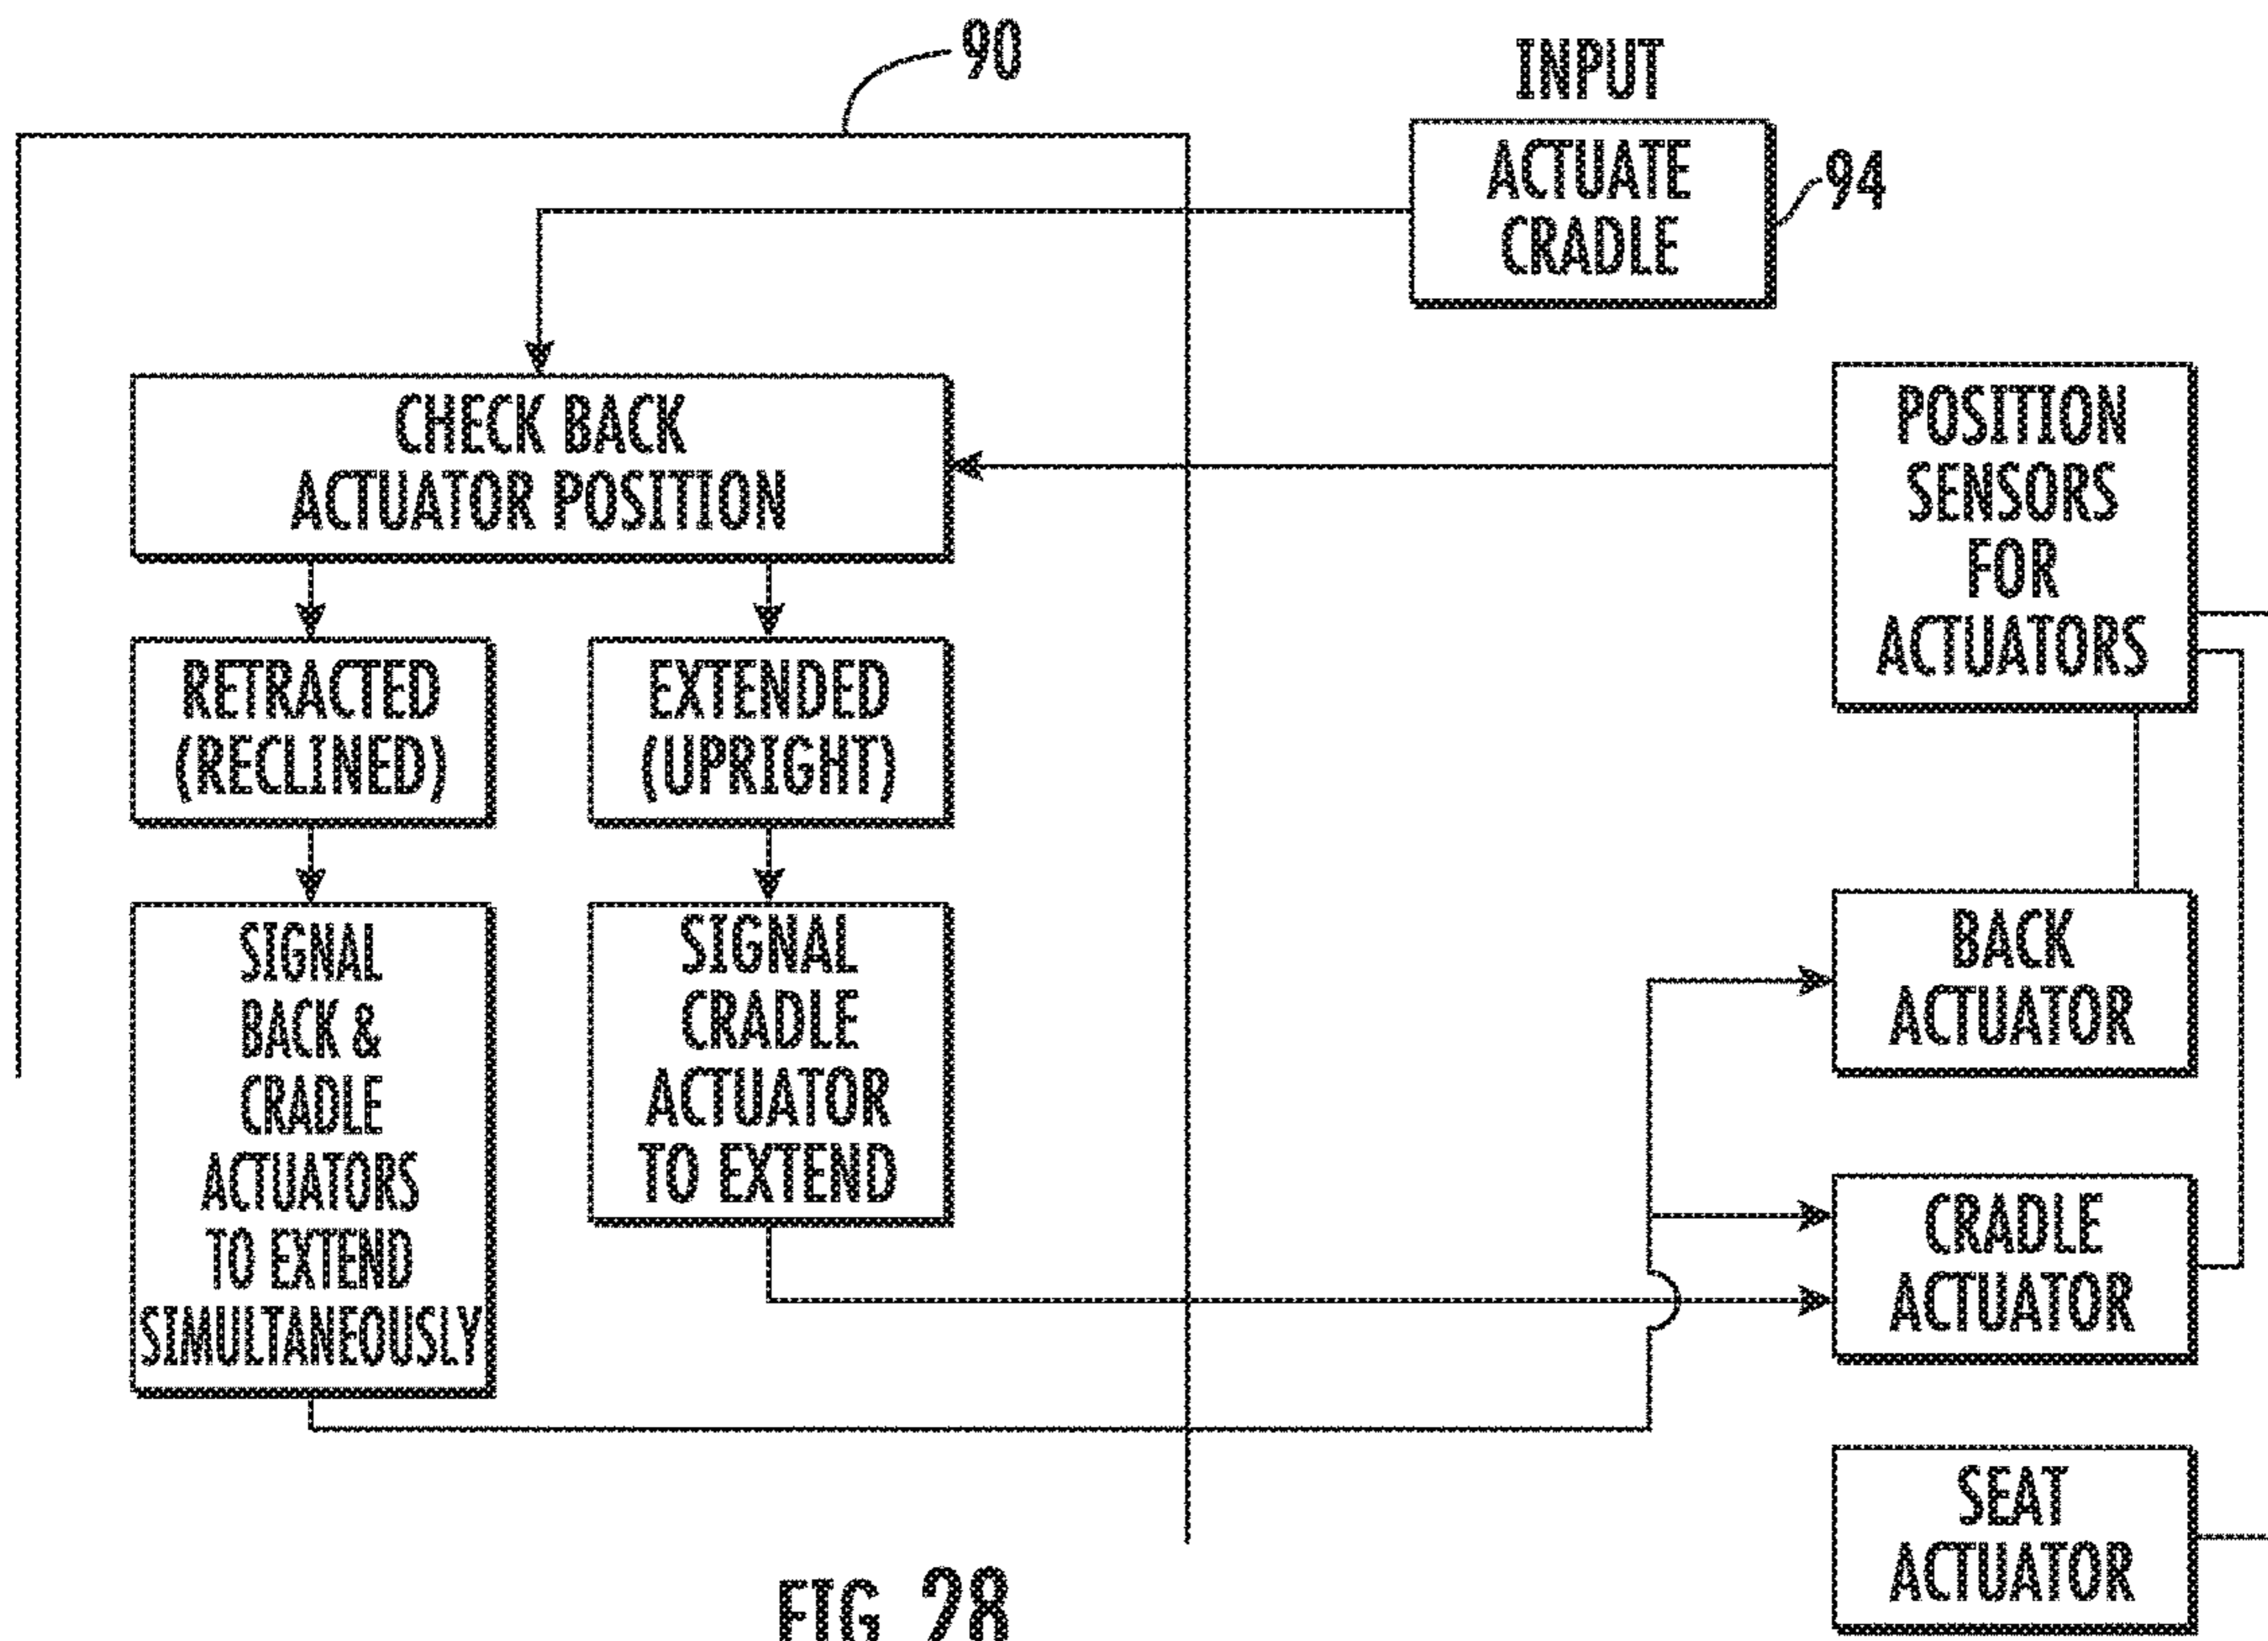 90
INPUT
ACTUATE
CRADLE
94
CHECK BACK
ACTUATOR POSITION
POSITION
SENSORS
FOR
ACTUATORS
RETRACTED
(RECLINED)
EXTENDED
(UPRIGHT)
SIGNAL
BACK &
CRADLE
ACTUATORS
TO EXTEND
SIMULTANEOUSLY
SIGNAL
CRADLE
ACTUATOR
TO EXTEND
BACK
ACTUATOR
CRADLE
ACTUATOR
SEAT
ACTUATOR
FIG. 28